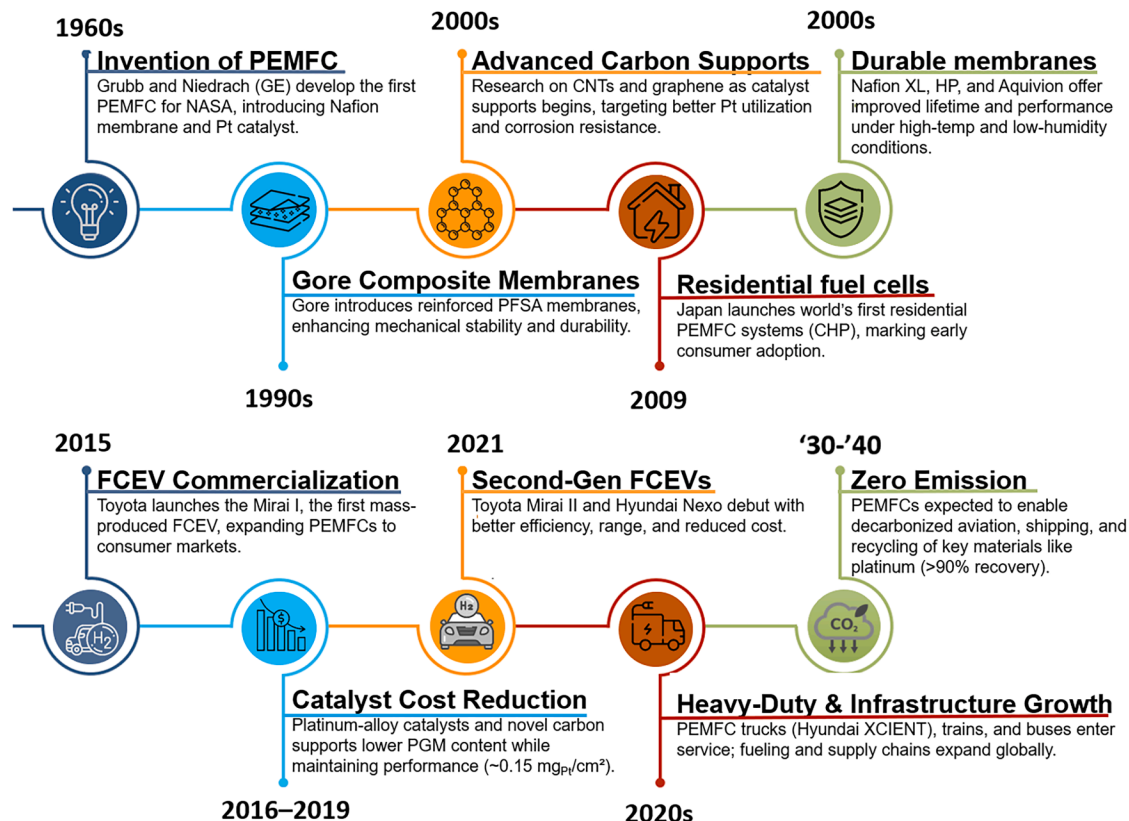 1960s
Invention of PEMFC
Grubb and Niedrach (GE) develop the first
PEMFC for NASA, introducing Nafion
membrane and Pt catalyst.
2000s
Advanced Carbon Supports
Research on CNTs and graphene as catalyst
supports begins, targeting better Pt utilization
and corrosion resistance.
2000s
Durable membranes
Nafion XL, HP, and Aquivion offer
improved lifetime and performance
under high-temp and low-humidity
conditions.
Gore Composite Membranes
Gore introduces reinforced PFSA membranes,
enhancing mechanical stability and durability.
1990s
Residential fuel cells
Japan launches world's first residential
PEMFC systems (CHP), marking early
consumer adoption.
2009
2015
FCEV Commercialization
Toyota launches the Mirai I, the first mass-
produced FCEV, expanding PEMFCs to
consumer markets.
2021
Second-Gen FCEVs
Toyota Mirai II and Hyundai Nexo debut with
better efficiency, range, and reduced cost.
‘30-’40
Zero Emission
PEMFCs expected to enable
decarbonized aviation, shipping, and
recycling of key materials like
platinum (>90% recovery).
H2
$
H₂
CO₂
Catalyst Cost Reduction
Platinum-alloy catalysts and novel carbon
supports lower PGM content while
maintaining performance (~0.15 mgPt/cm²).
2016–2019
Heavy-Duty & Infrastructure Growth
PEMFC trucks (Hyundai XCIENT), trains, and buses enter
service; fueling and supply chains expand globally.
2020s